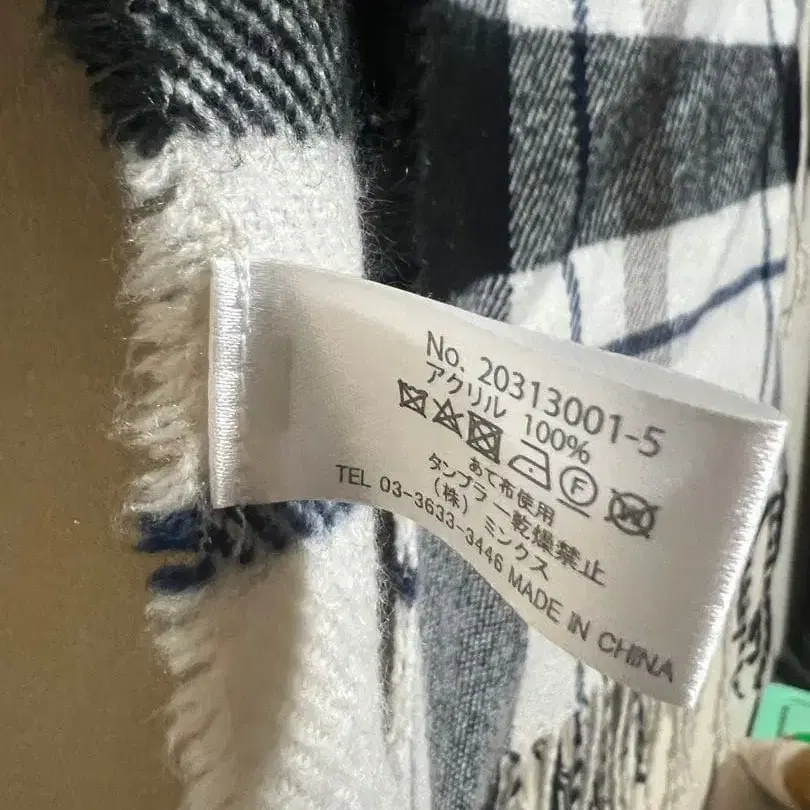 No. 20313001-5
アクリル 100%
F
あて布使用
タンブラー乾燥禁止
(株) ミンクス
TEL 03-3633-3446 MADE IN CHINA